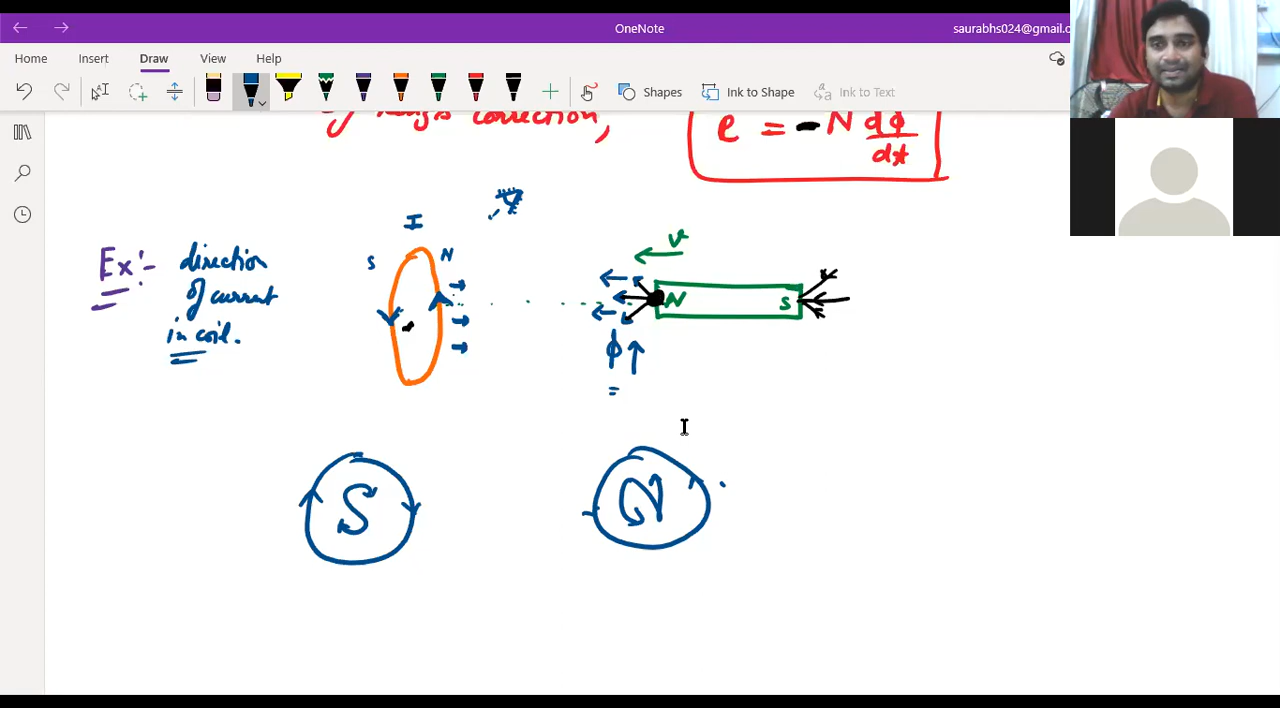 OneNote
saurabhs024@gmail.c
Home Insert Draw View Help
Shapes Ink to Shape Ink to Text
correction,
e = -N dϕ/dt
I
Ex:- direction
of current
in coil.
S N
v
N S
ϕ ↑
=
S N